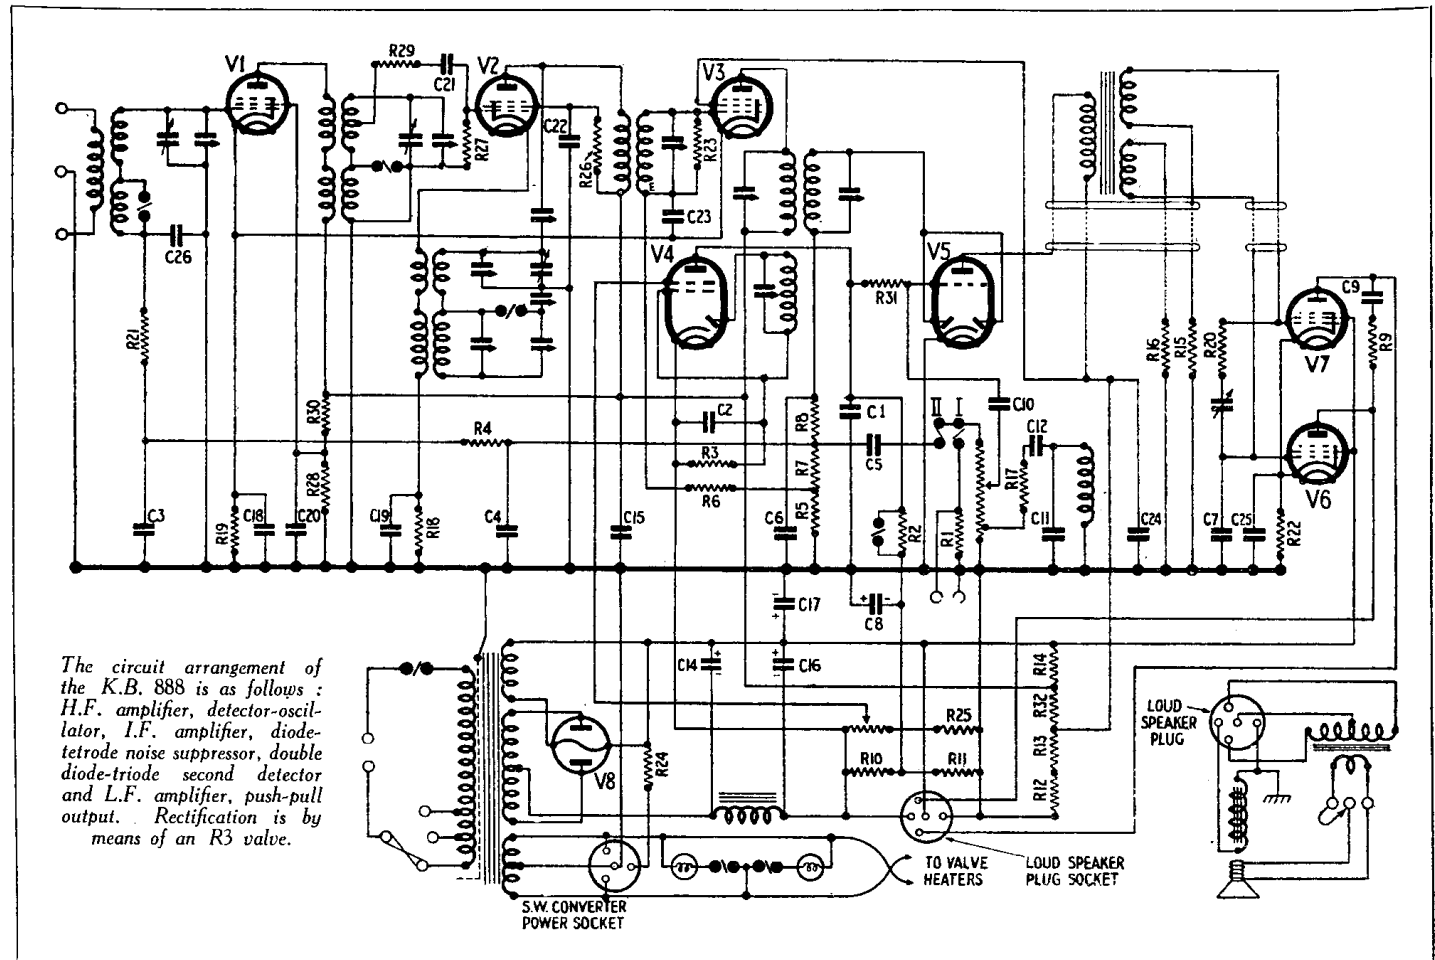 R29
V1
C21
V2
V3
C22
R27
R26
R23
C23
C26
V4
V5
R31
R21
C9
R16
R15
R20
V7
R9
R30
C2
R8
C1
II I
C10
C12
R4
R3
R7
C5
R17
V6
R28
R6
C3
R19
C18
C20
C19
R18
C4
C15
C6
R5
R2
R1
C11
C24
C7
C25
R22
- C17
+
+ -
C8
The circuit arrangement of
the K.B. 888 is as follows :
H.F. amplifier, detector-oscil-
lator, I.F. amplifier, diode-
tetrode noise suppressor, double
diode-triode second detector
and L.F. amplifier, push-pull
output. Rectification is by
means of an R3 valve.
C14 +
+ C16
-
R14
R32
R25
R13
R10
R11
R12
V8
R24
LOUD
SPEAKER
PLUG
TO VALVE
HEATERS
LOUD SPEAKER
PLUG SOCKET
S.W. CONVERTER
POWER SOCKET